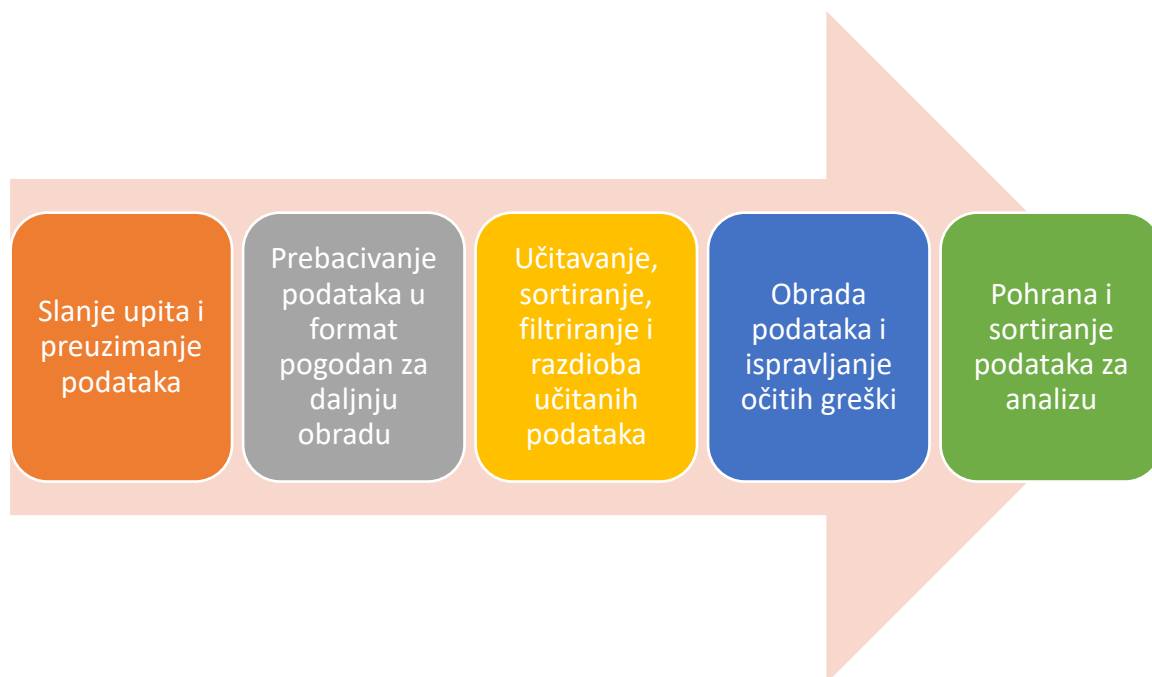 Slanje upita i
preuzimanje
podataka
Prebacivanje
podataka u
format
pogodan za
daljnju
obradu
Učitavanje,
sortiranje,
filtriranje i
razdioba
učitanih
podataka
Obrada
podataka i
ispravljanje
očitih greški
Pohrana i
sortiranje
podataka za
analizu